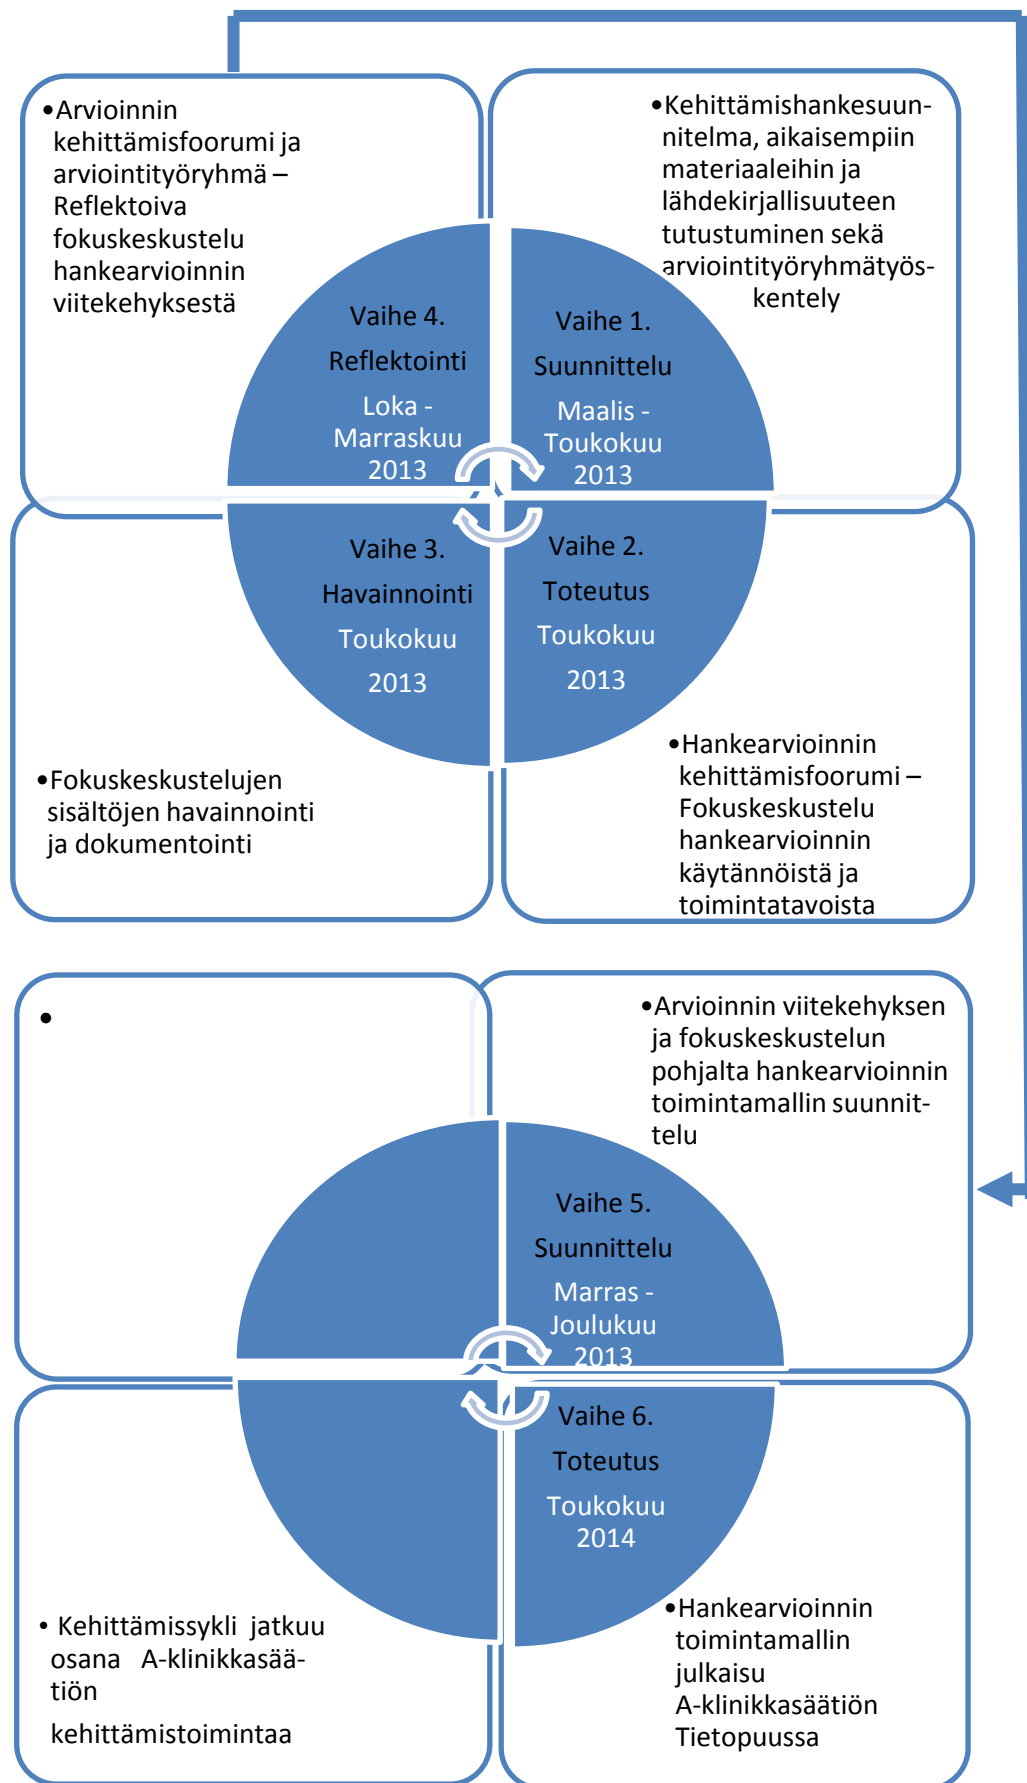 •Arvioinnin
kehittämisfoorumi ja
arviointityöryhmä –
Reflektoiva
fokuskeskustelu
hankearvioinnin
viitekehyksestä
•Kehittämishankesuun-
nitelma, aikaisempiin
materiaaleihin ja
lähdekirjallisuuteen
tutustuminen sekä
arviointityöryhmätyös-
kentely
Vaihe 4.
Reflektointi
Loka -
Marraskuu
2013
Vaihe 1.
Suunnittelu
Maalis -
Toukokuu
2013
Vaihe 3.
Havainnointi
Toukokuu
2013
Vaihe 2.
Toteutus
Toukokuu
2013
•Fokuskeskustelujen
sisältöjen havainnointi
ja dokumentointi
•Hankearvioinnin
kehittämisfoorumi –
Fokuskeskustelu
hankearvioinnin
käytännöistä ja
toimintatavoista
•
•Arvioinnin viitekehyksen
ja fokuskeskustelun
pohjalta hankearvioinnin
toimintamallin suunnit-
telu
Vaihe 5.
Suunnittelu
Marras -
Joulukuu
2013
Vaihe 6.
Toteutus
Toukokuu
2014
• Kehittämissykli jatkuu
osana A-klinikkasää-
tiön
kehittämistoimintaa
•Hankearvioinnin
toimintamallin
julkaisu
A-klinikkasäätiön
Tietopuussa